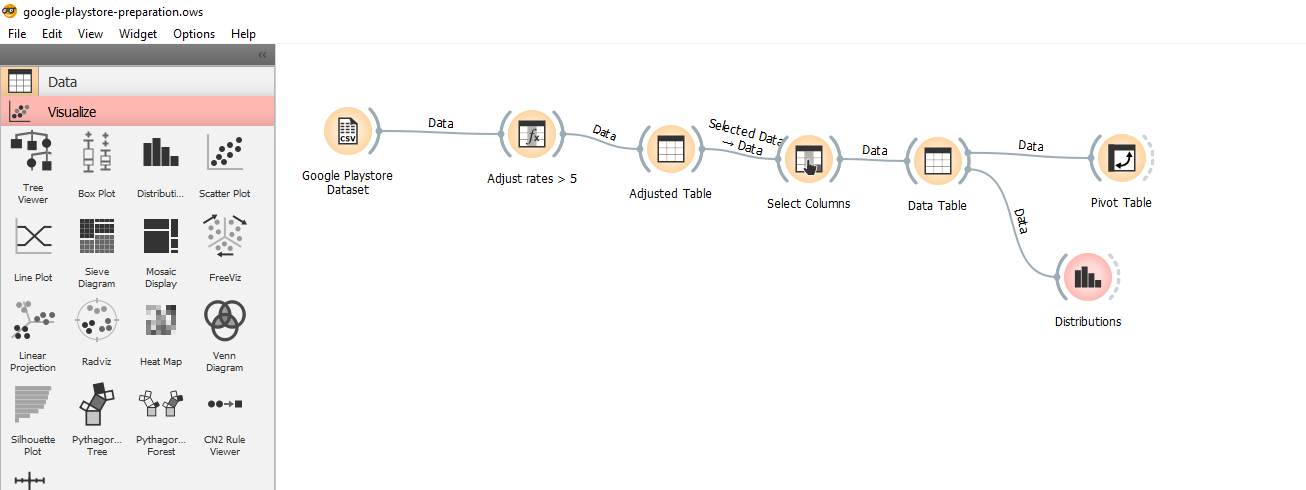 google-playstore-preparation.ows
File Edit View Widget Options Help
«
Data
Visualize
Tree
Viewer
Box Plot
Distributi...
Scatter Plot
Line Plot
Sieve
Diagram
Mosaic
Display
FreeViz
Linear
Projection
Radviz
Heat Map
Venn
Diagram
Silhouette
Plot
Pythagor...
Tree
Pythagor...
Forest
CN2 Rule
Viewer
CSV
Google Playstore
Dataset
Data
fx
Adjust rates > 5
Data
Adjusted Table
Selected Data
→ Data
Select Columns
Data
Data Table
Data
Pivot Table
Data
Distributions